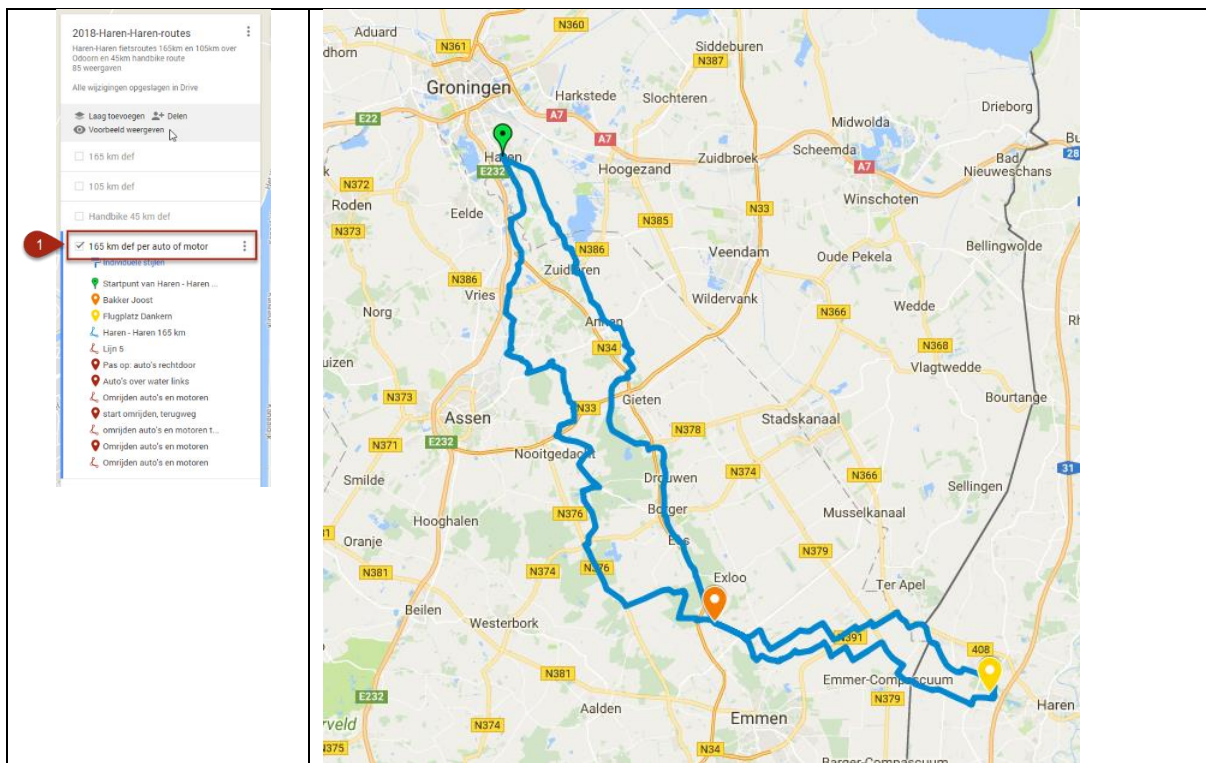 2018-Haren-Haren-routes
Haren-Haren fietsroutes 165km en 105km over
Odoorn en 45km handbike route
85 weergaven
Alle wijzigingen opgeslagen in Drive
Laag toevoegen Delen
Voorbeeld weergeven
165 km def
105 km def
Handbike 45 km def
1
165 km def per auto of motor
Individuele stijlen
Startpunt van Haren - Haren ...
Bakker Joost
Flugplatz Dankern
Haren - Haren 165 km
Lijn 5
Pas op: auto's rechtdoor
Auto's over water links
Omrijden auto's en motoren
start omrijden, terugweg
omrijden auto's en motoren t...
Omrijden auto's en motoren
Omrijden auto's en motoren
N360
Aduard
Siddeburen
N361
dhorn
N387
Groningen
Harkstede
Slochteren
Drieborg
A7
E22
Midwolda
A7
Scheemda
Haren
Zuidbroek
A7
Bad
Nieuweschans
E232
Hoogezand
N372
Roden
Eelde
N33
Winschoten
N385
N373
N386
Veendam
Oude Pekela
Bellingwolde
Zuidlaren
N386
Vries
Wildervank
Wedde
Norg
N366
Annen
N34
N368
uizen
Vlagtwedde
N373
Gieten
Bourtange
N33
Assen
Stadskanaal
N378
E232
N371
Nooitgedacht
31
N374
N366
Smilde
Drouwen
Sellingen
Borger
Musselkanaal
N376
Hooghalen
Oranje
Ees
N379
N381
N374
N376
Exloo
Ter Apel
Beilen
Westerbork
N391
408
N381
Emmer-Compascuum
E232
N379
Haren
Aalden
rveld
N374
Emmen
N375
N34
Barger-Compascuum